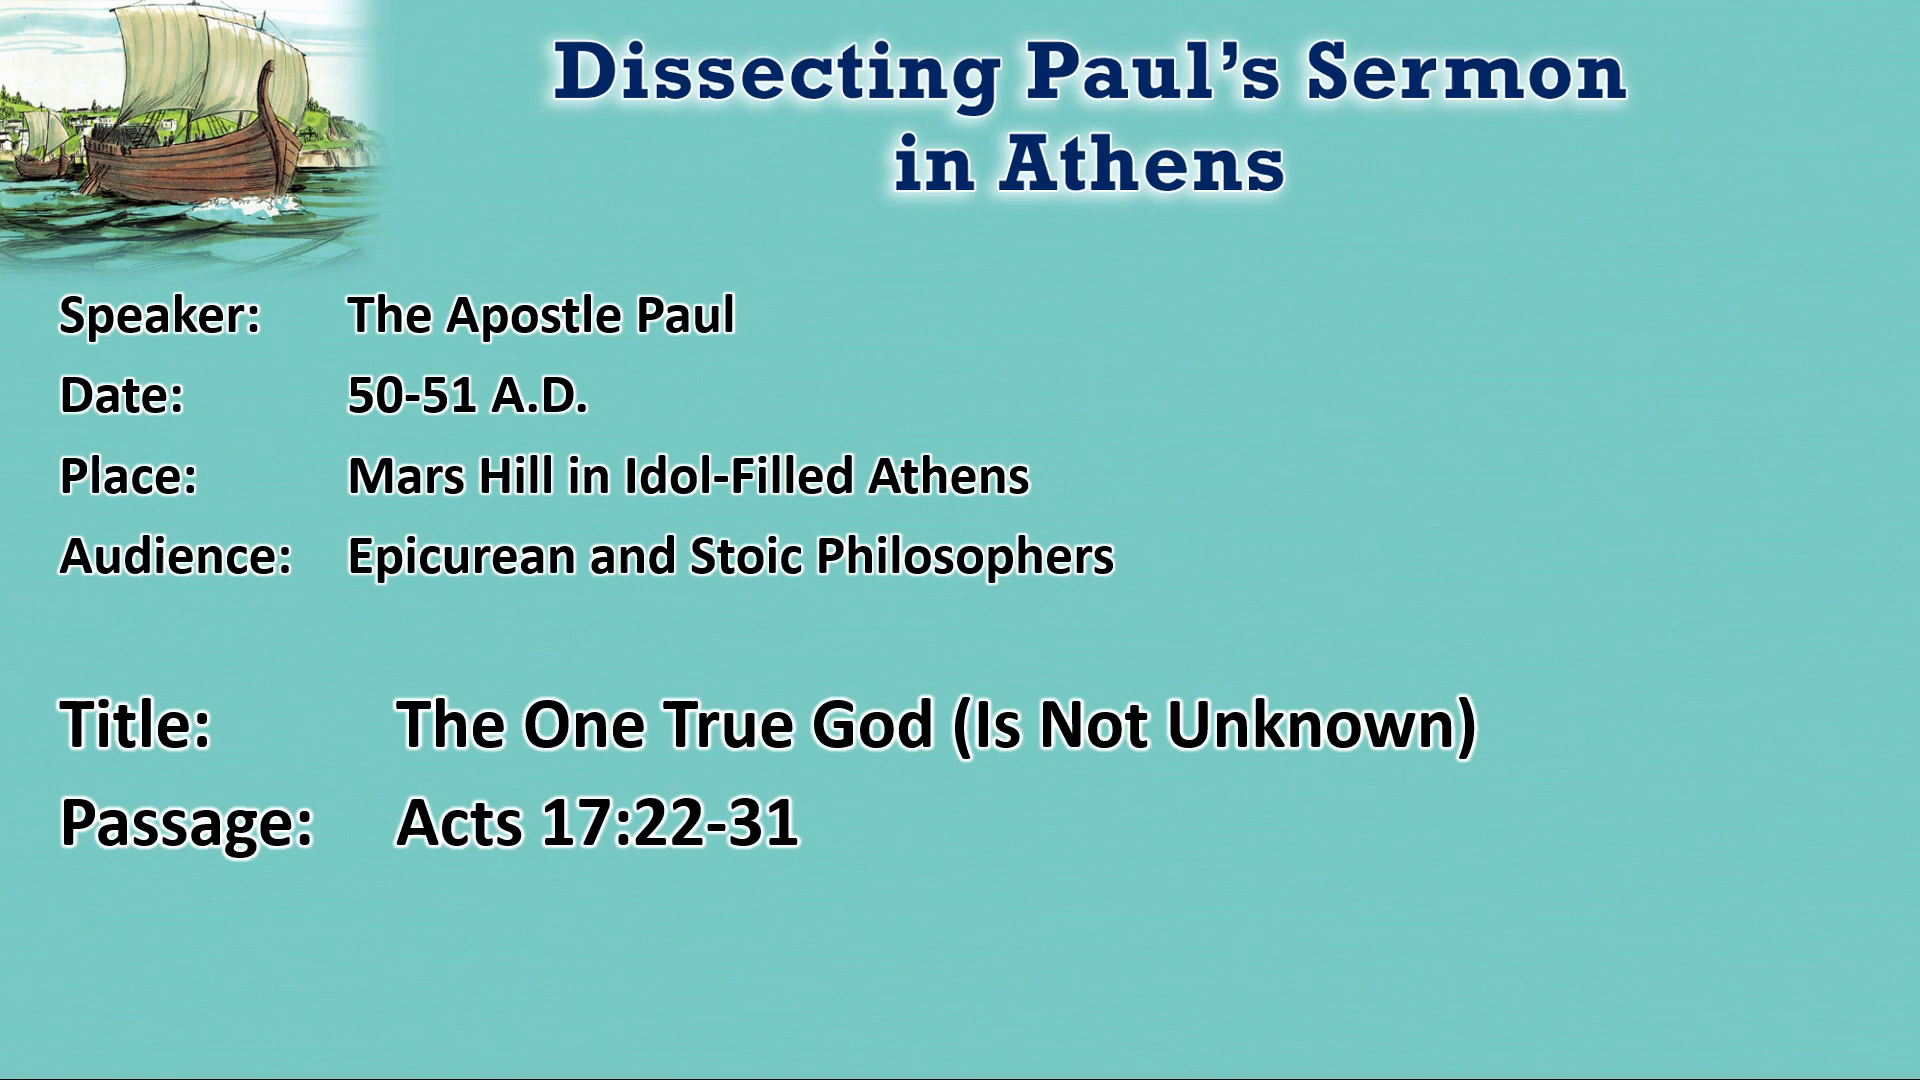 Dissecting Paul’s Sermon
in Athens
Speaker: The Apostle Paul
Date: 50-51 A.D.
Place: Mars Hill in Idol-Filled Athens
Audience: Epicurean and Stoic Philosophers
Title: The One True God (Is Not Unknown)
Passage: Acts 17:22-31